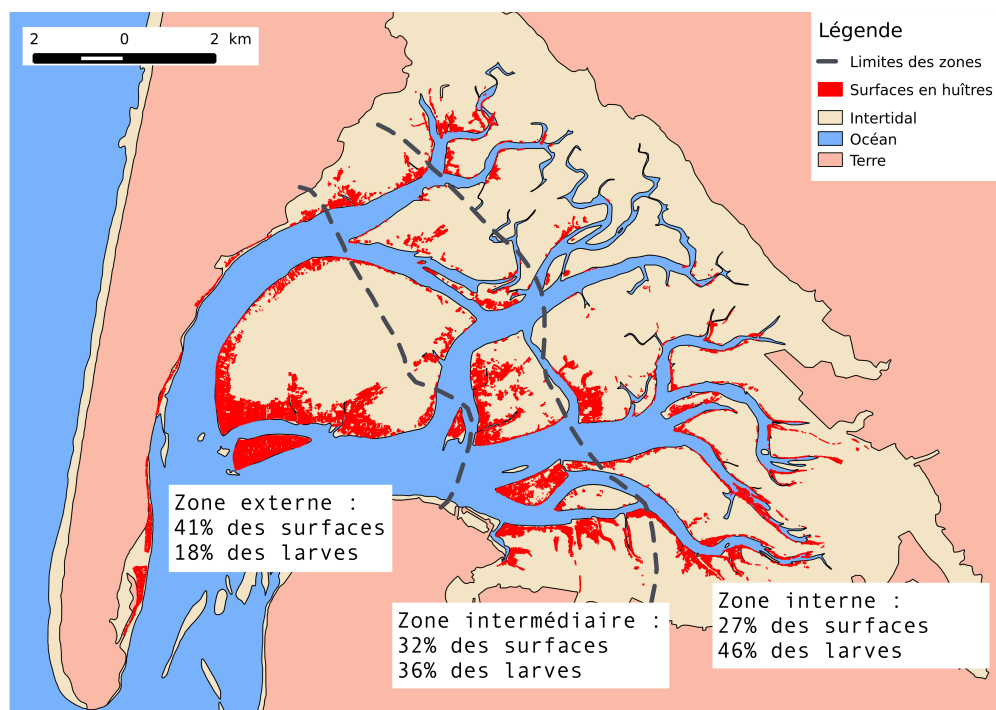 2 0 2 km
Légende
Limites des zones
Surfaces en huîtres
Intertidal
Océan
Terre
Zone externe :
41% des surfaces
18% des larves
Zone intermédiaire :
32% des surfaces
36% des larves
Zone interne :
27% des surfaces
46% des larves